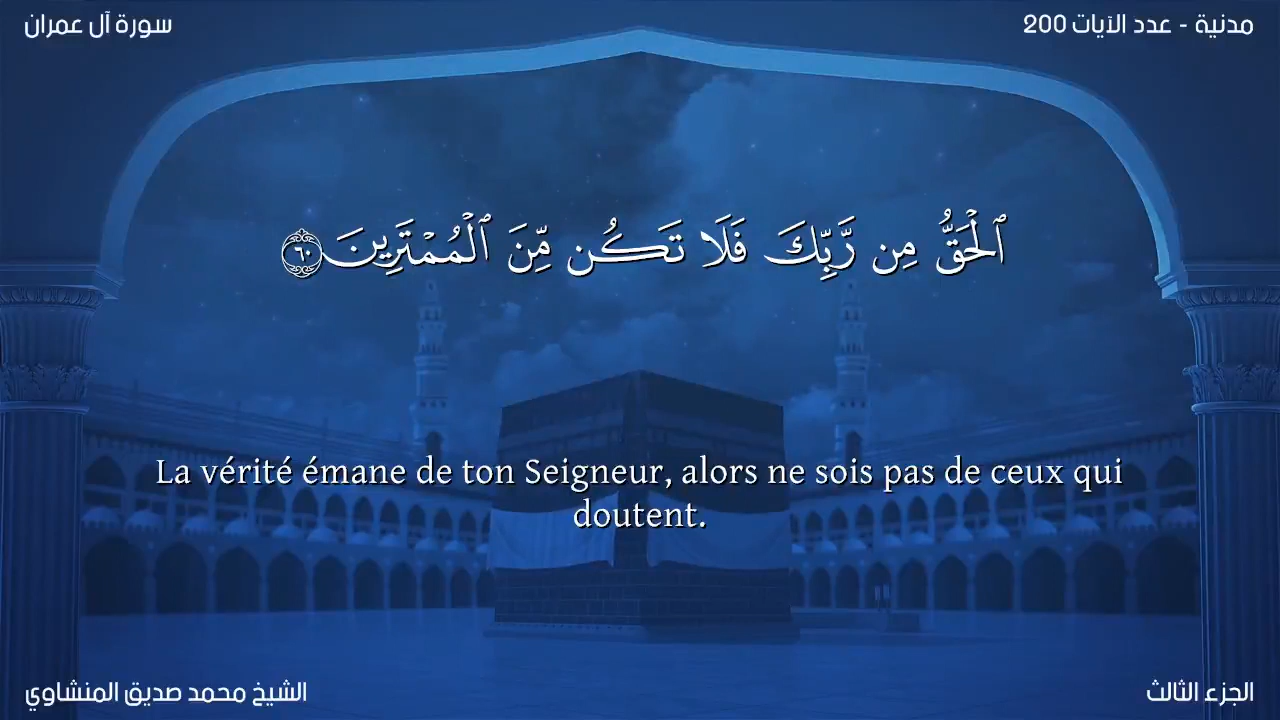 سورة آل عمران
مدنية - عدد الآيات 200
ٱلْحَقُّ مِن رَّبِّكَ فَلَا تَكُن مِّنَ ٱلْمُمْتَرِينَ ٦٠
La vérité émane de ton Seigneur, alors ne sois pas de ceux qui
doutent.
الشيخ محمد صديق المنشاوي
الجزء الثالث